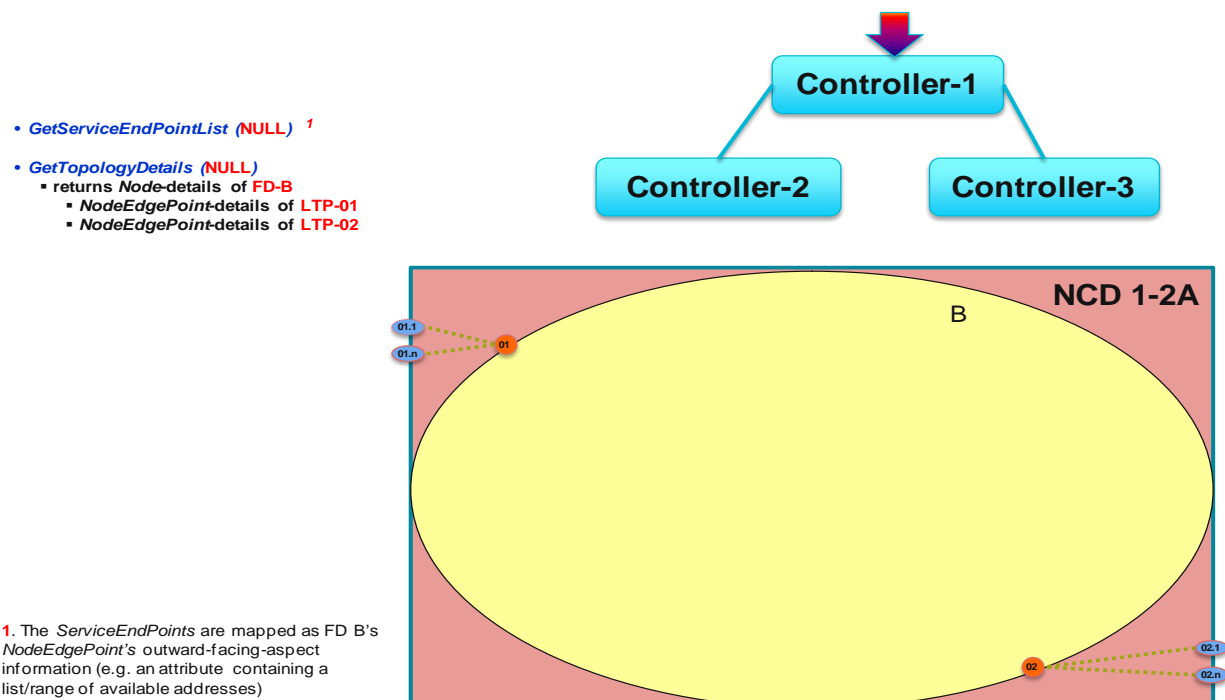 Controller-1
Controller-2
Controller-3
• GetServiceEndPointList (NULL) 1
• GetTopologyDetails (NULL)
▪ returns Node-details of FD-B
▪ NodeEdgePoint-details of LTP-01
▪ NodeEdgePoint-details of LTP-02
NCD 1-2A
B
01.1
01.n
01
02
02.1
02.n
1. The ServiceEndPoints are mapped as FD B's
NodeEdgePoint's outward-facing-aspect
information (e.g. an attribute containing a
list/range of available addresses)